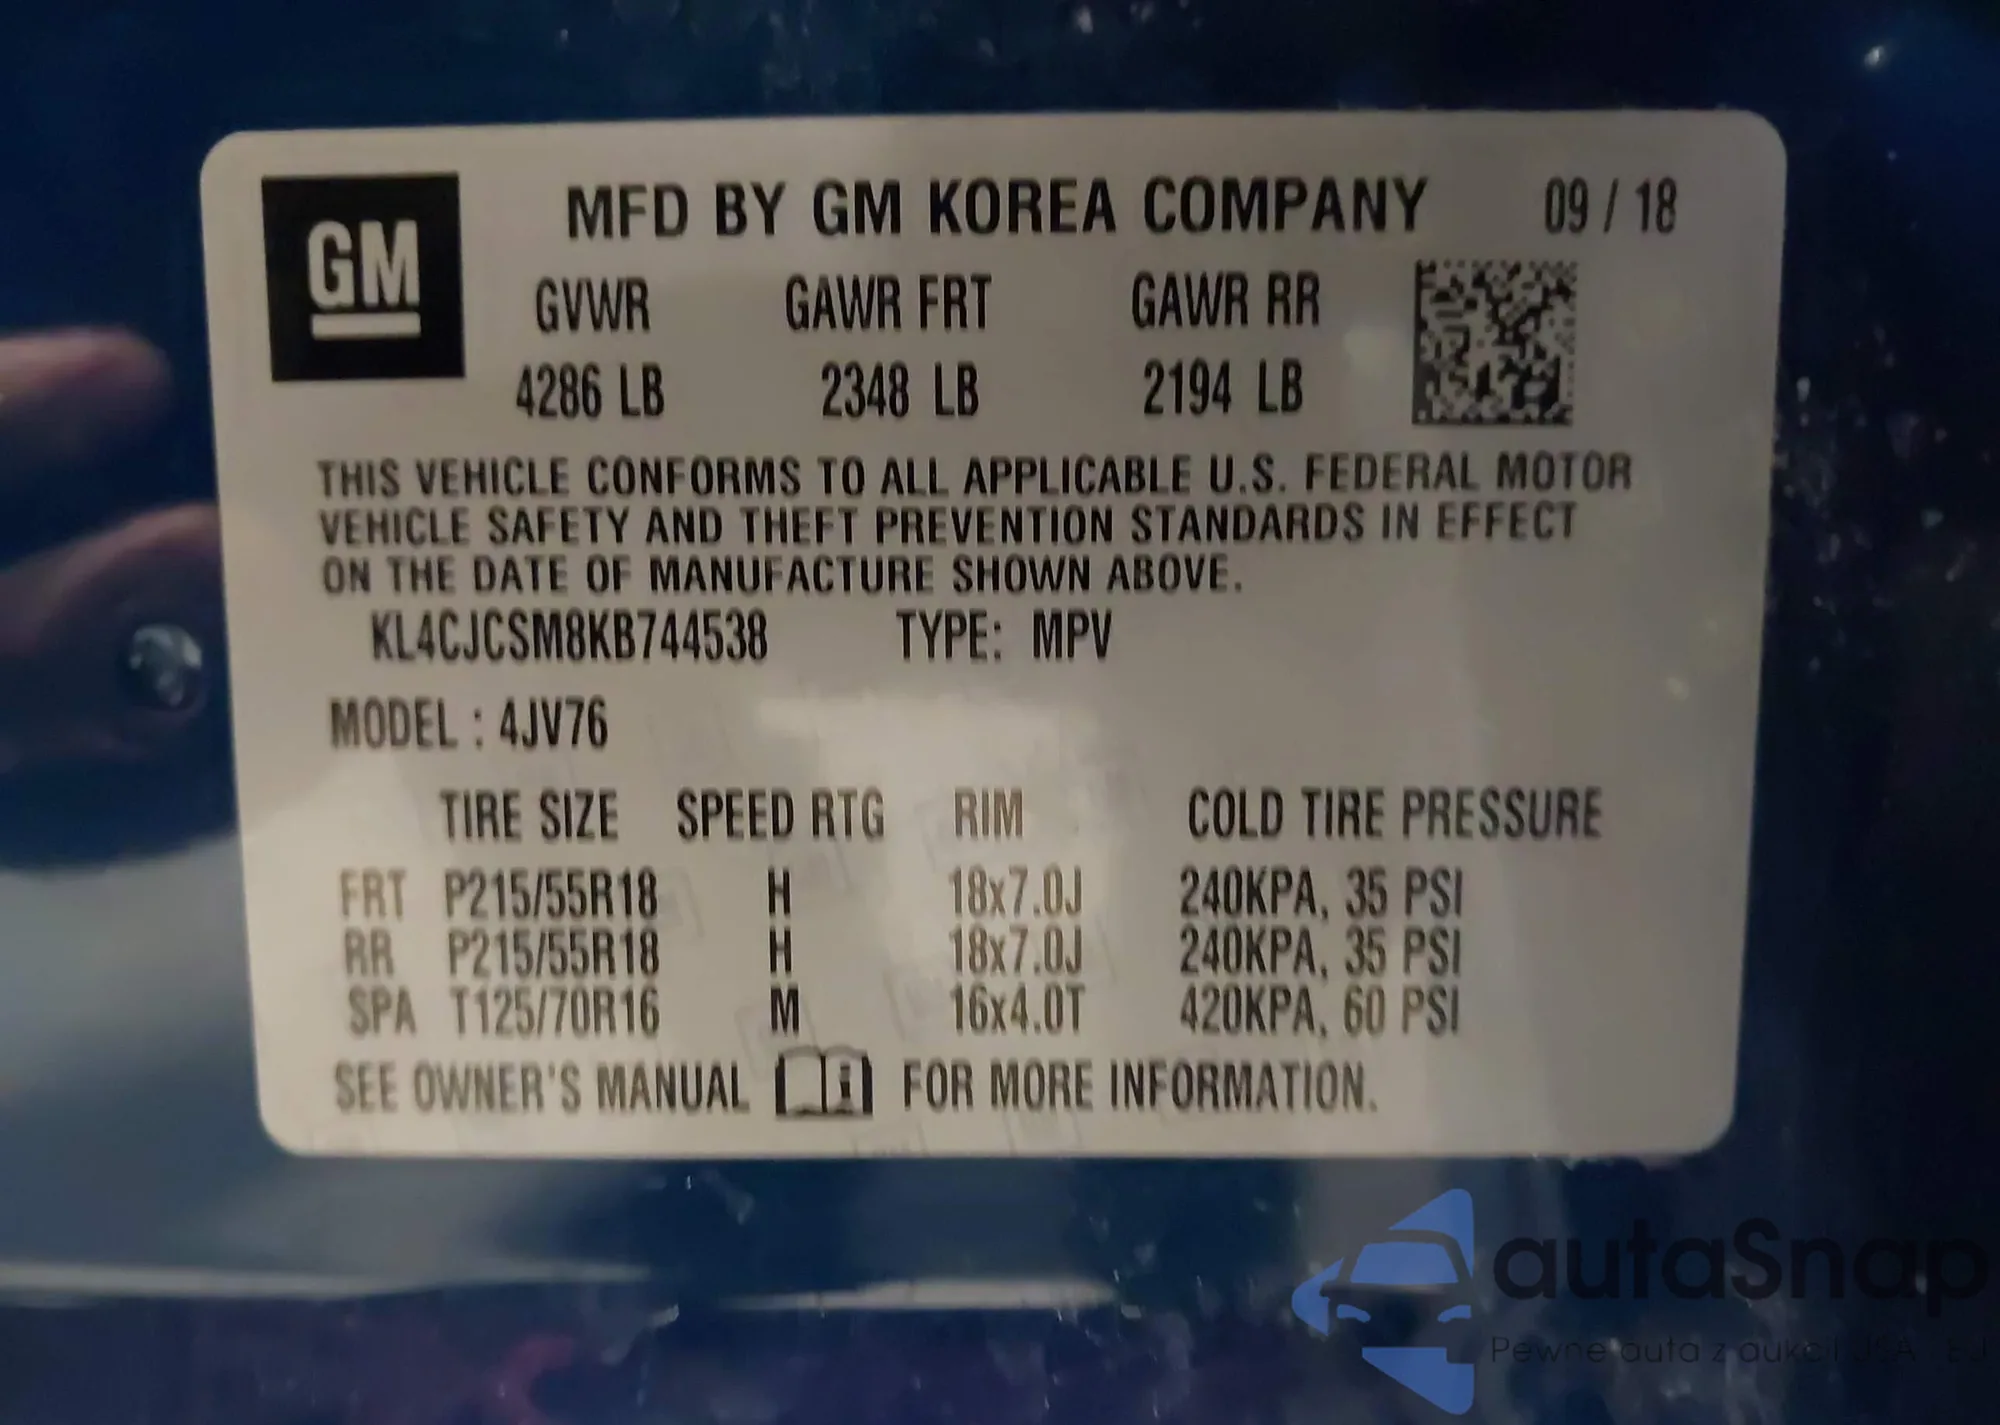 GM
MFD BY GM KOREA COMPANY 09 / 18
GVWR GAWR FRT GAWR RR
4286 LB 2348 LB 2194 LB
THIS VEHICLE CONFORMS TO ALL APPLICABLE U.S. FEDERAL MOTOR
VEHICLE SAFETY AND THEFT PREVENTION STANDARDS IN EFFECT
ON THE DATE OF MANUFACTURE SHOWN ABOVE.
KL4CJCSM8KB744538 TYPE: MPV
MODEL : 4JV76
TIRE SIZE SPEED RTG RIM COLD TIRE PRESSURE
FRT P215/55R18 H 18x7.0J 240KPA, 35 PSI
RR P215/55R18 H 18x7.0J 240KPA, 35 PSI
SPA T125/70R16 M 16x4.0T 420KPA, 60 PSI
SEE OWNER'S MANUAL i FOR MORE INFORMATION.
autaSnap
Pewne auta z aukcji